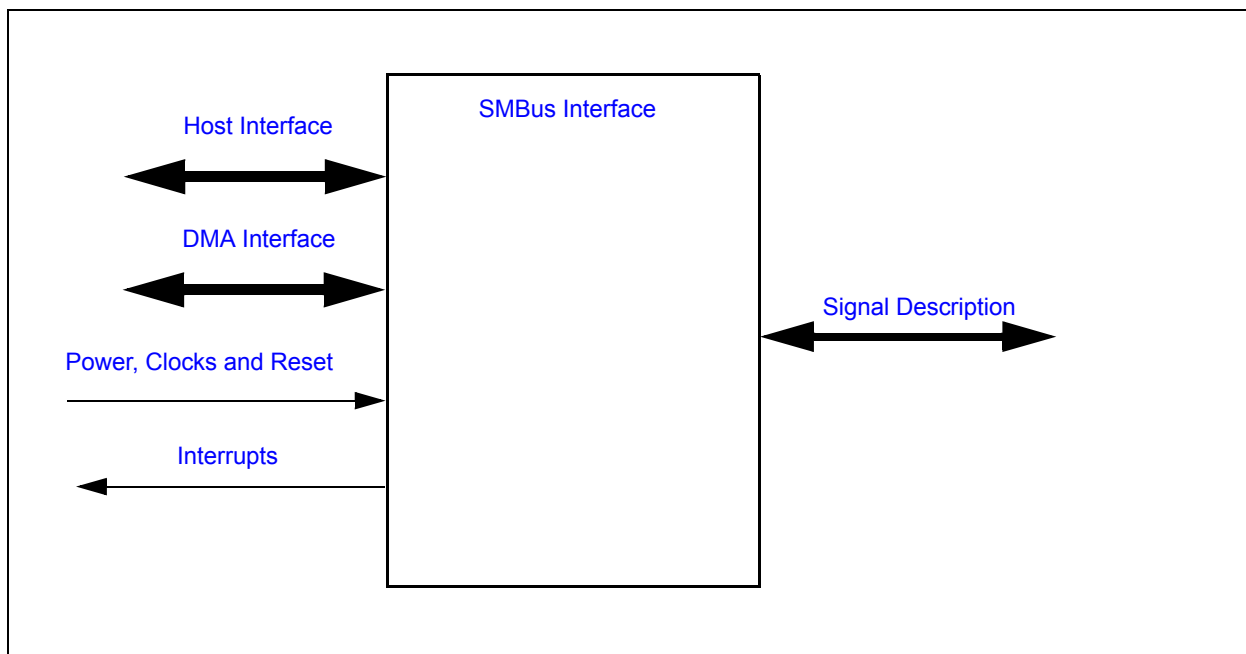 SMBus Interface
Host Interface
DMA Interface
Signal Description
Power, Clocks and Reset
Interrupts